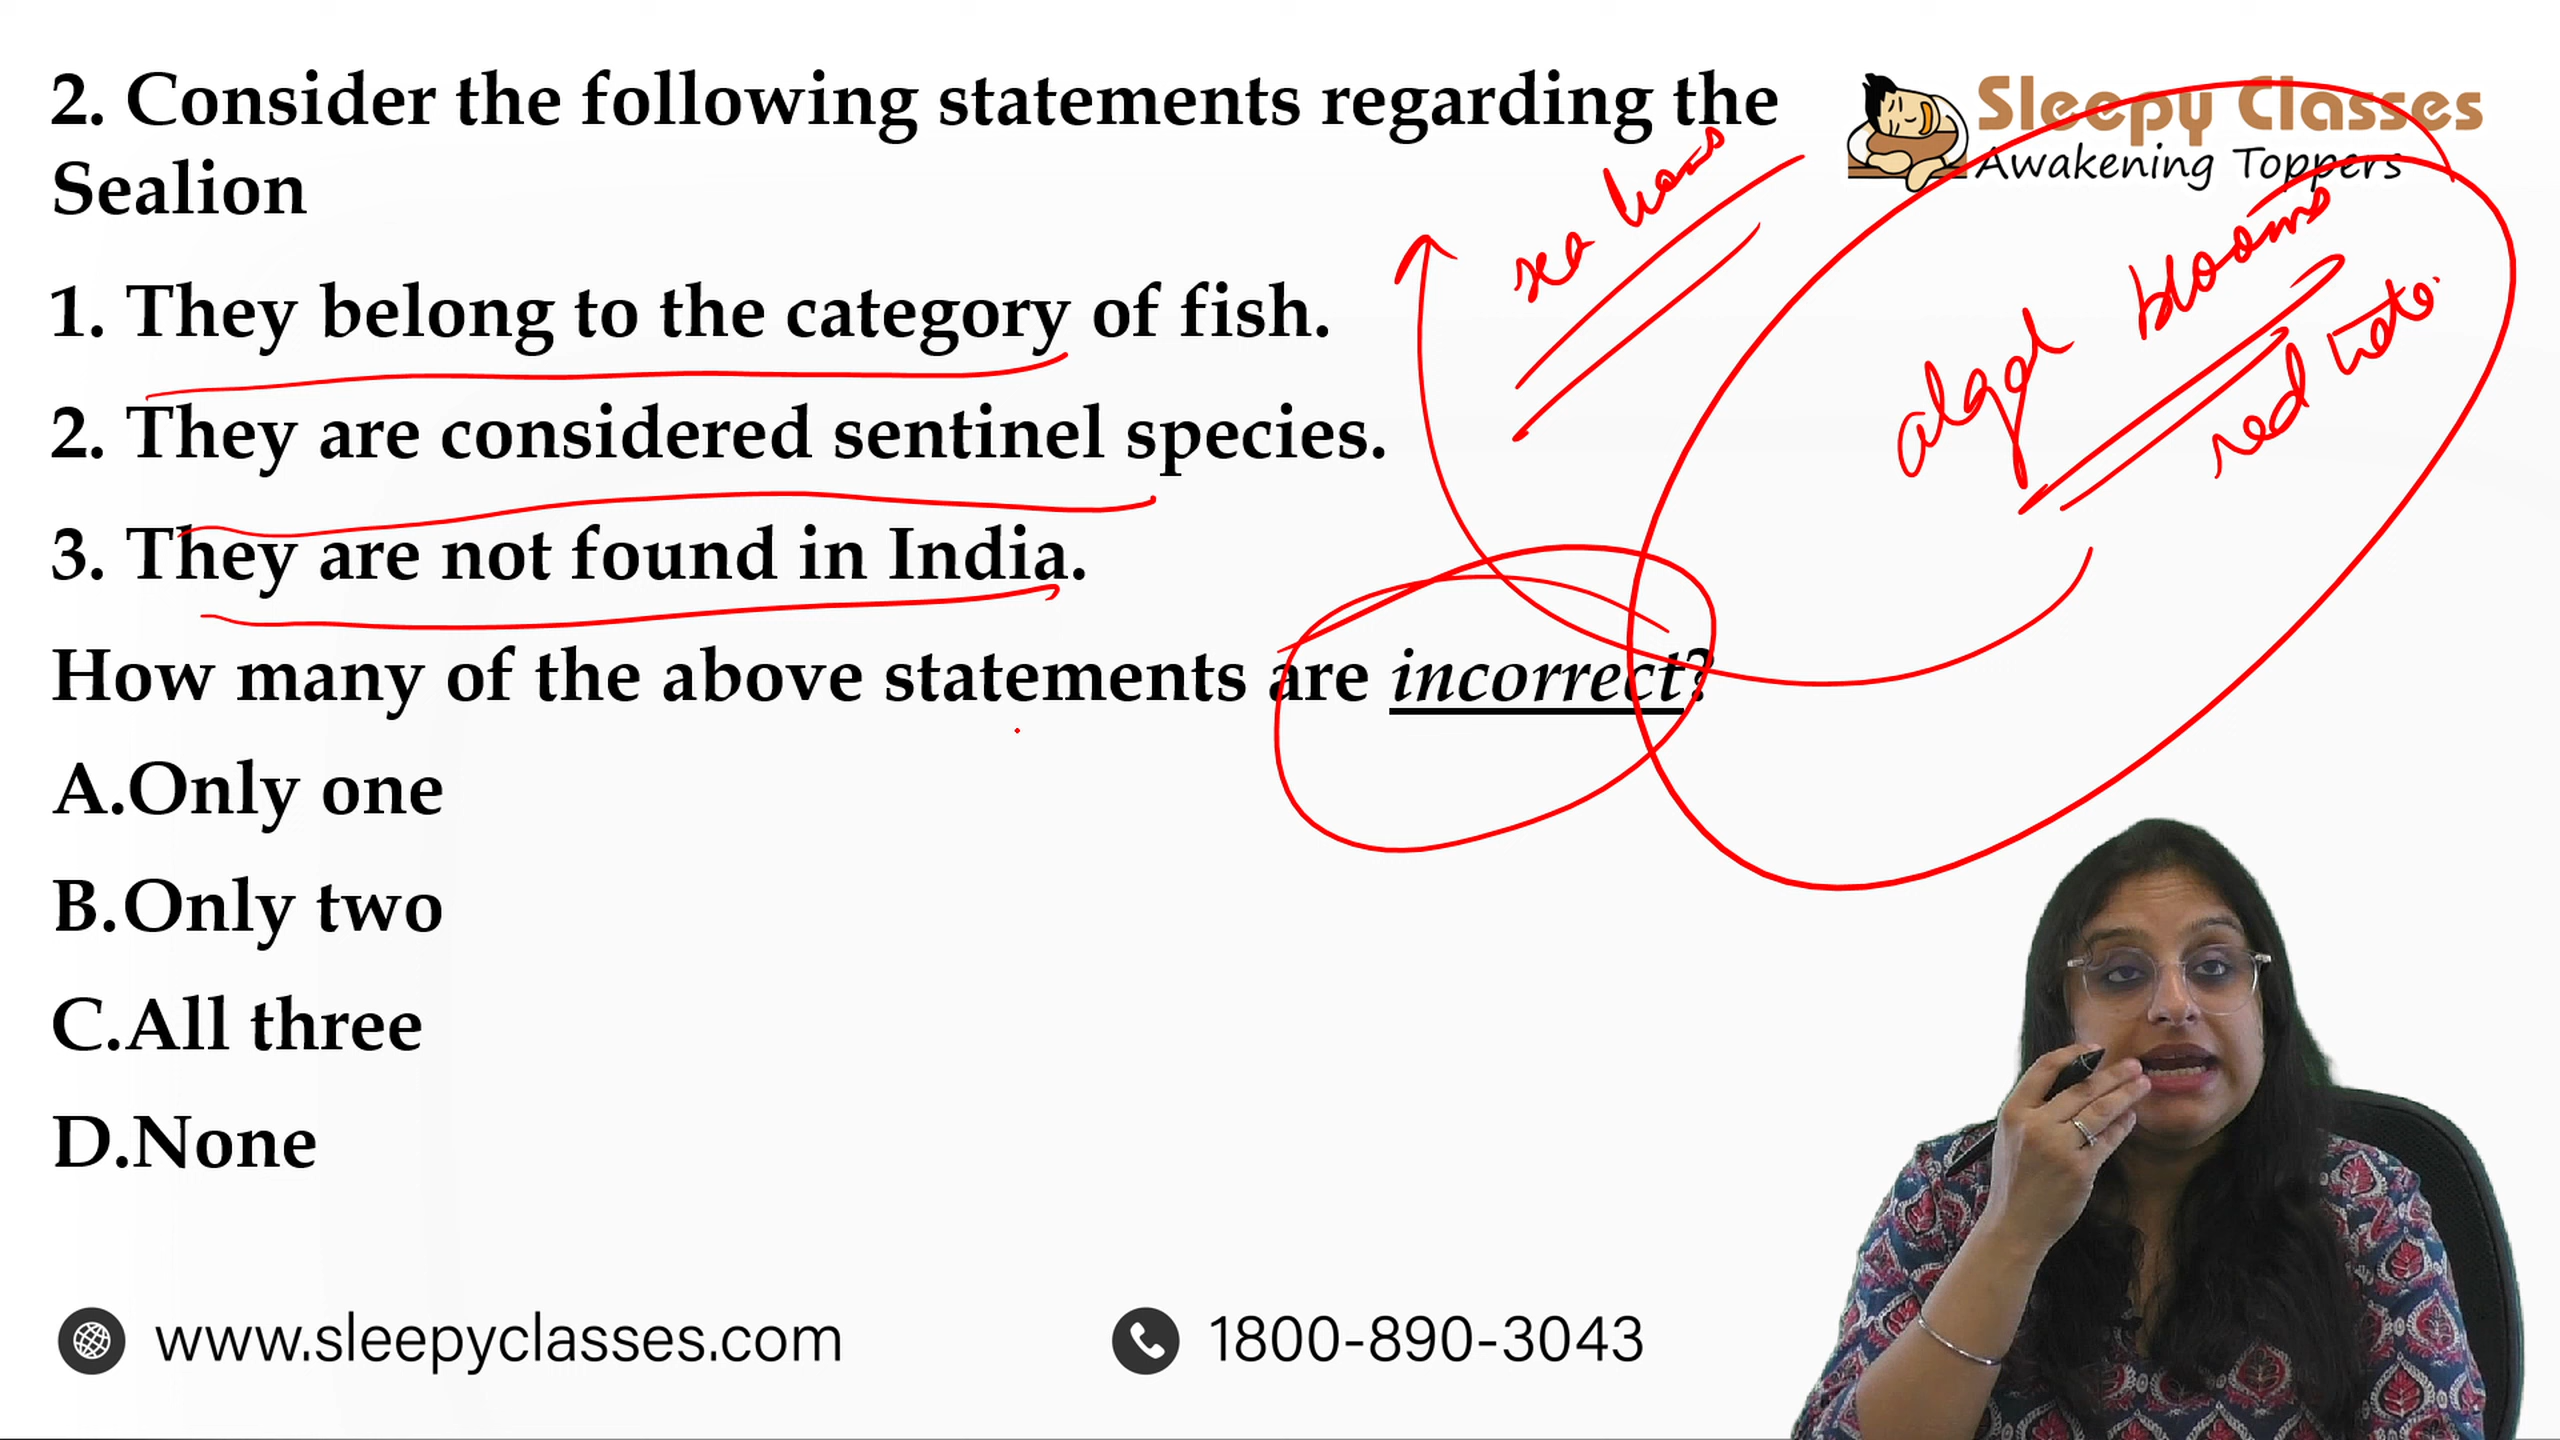 2. Consider the following statements regarding the
Sealion
Sleepy Classes
Awakening Toppers
sea lions
algal blooms
red
1. They belong to the category of fish.
2. They are considered sentinel species.
3. They are not found in India.
How many of the above statements are incorrect?
A.Only one
B.Only two
C.All three
D.None
www.sleepyclasses.com
1800-890-3043